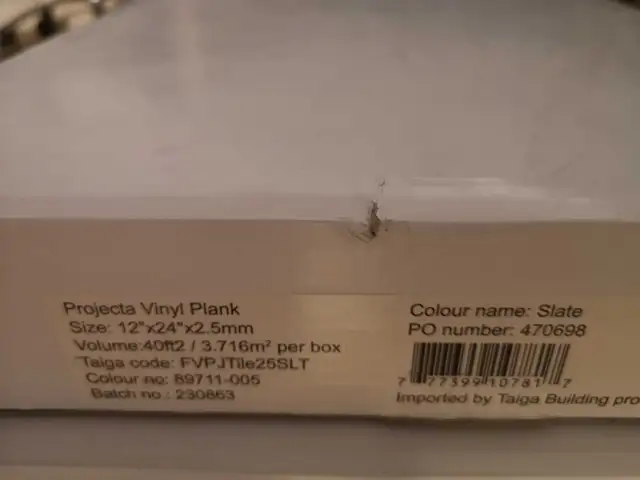 Projecta Vinyl Plank
Size: 12"x24"x2.5mm
Volume:40ft2 / 3.716m² per box
Taiga code: FVPJTile25SLT
Colour no: 89711-005
Batch no.: 230863
Colour name: Slate
PO number: 470698
7 77399 10781 7
Imported by Taiga Building pro